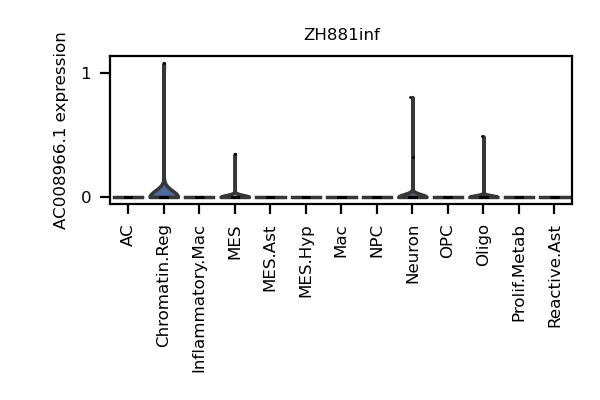 ZH881inf
AC008966.1 expression
1
0
AC
Chromatin.Reg
Inflammatory.Mac
MES
MES.Ast
MES.Hyp
Mac
NPC
Neuron
OPC
Oligo
Prolif.Metab
Reactive.Ast